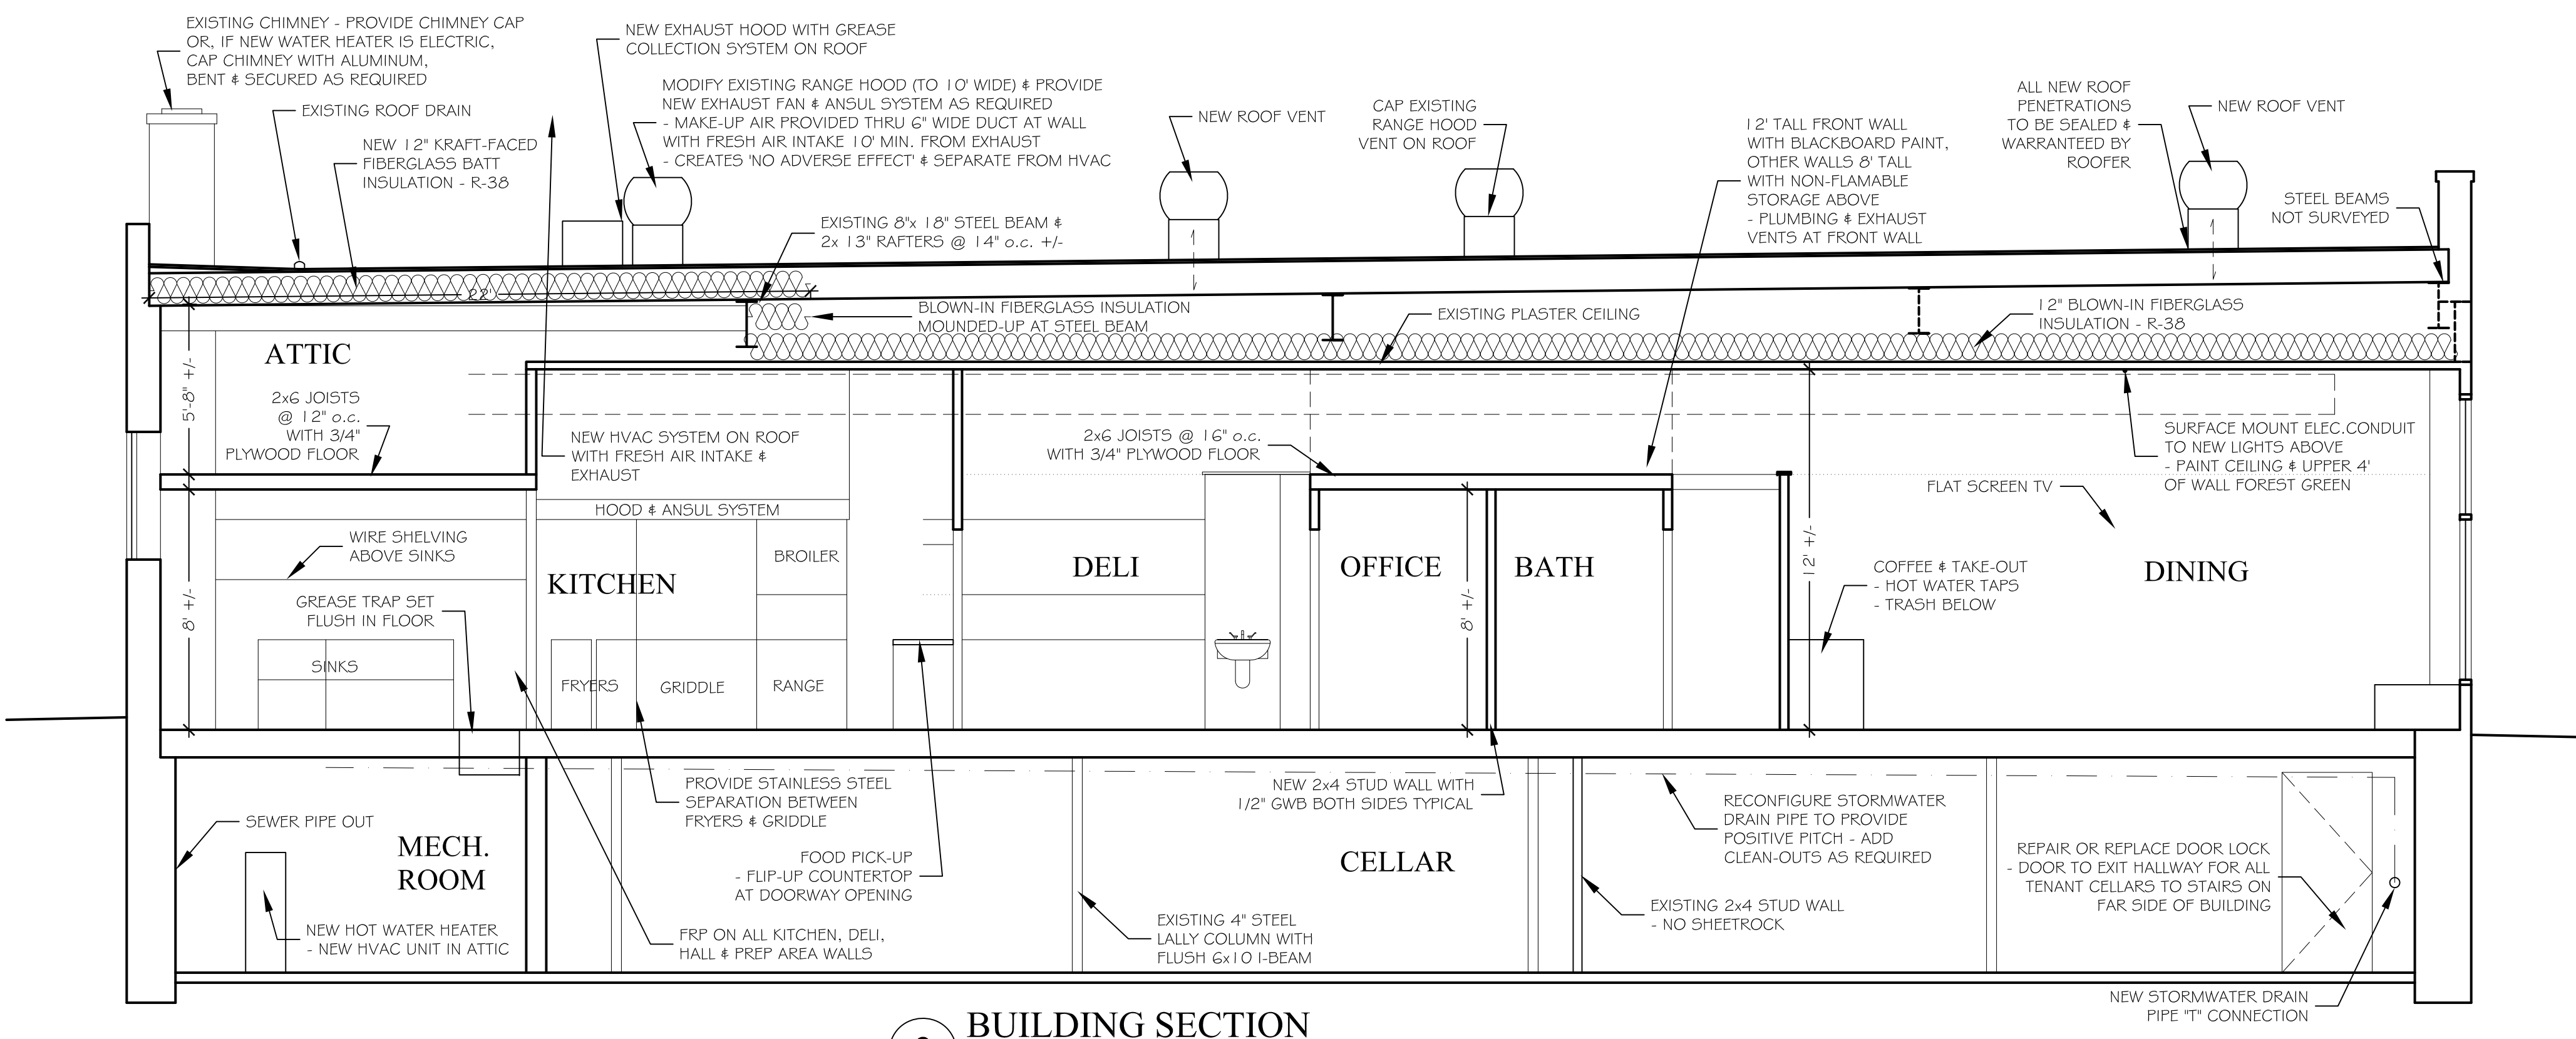 EXISTING CHIMNEY - PROVIDE CHIMNEY CAP
OR, IF NEW WATER HEATER IS ELECTRIC,
CAP CHIMNEY WITH ALUMINUM,
BENT & SECURED AS REQUIRED
EXISTING ROOF DRAIN
NEW 12" KRAFT-FACED
FIBERGLASS BATT
INSULATION - R-38
NEW EXHAUST HOOD WITH GREASE
COLLECTION SYSTEM ON ROOF
MODIFY EXISTING RANGE HOOD (TO 10' WIDE) & PROVIDE
NEW EXHAUST FAN & ANSUL SYSTEM AS REQUIRED
- MAKE-UP AIR PROVIDED THRU 6" WIDE DUCT AT WALL
WITH FRESH AIR INTAKE 10' MIN. FROM EXHAUST
- CREATES 'NO ADVERSE EFFECT' & SEPARATE FROM HVAC
EXISTING 8"x 18" STEEL BEAM &
2x 13" RAFTERS @ 14" o.c. +/-
NEW ROOF VENT
CAP EXISTING
RANGE HOOD
VENT ON ROOF
12' TALL FRONT WALL
WITH BLACKBOARD PAINT,
OTHER WALLS 8' TALL
WITH NON-FLAMABLE
STORAGE ABOVE
- PLUMBING & EXHAUST
VENTS AT FRONT WALL
ALL NEW ROOF
PENETRATIONS
TO BE SEALED &
WARRANTEED BY
ROOFER
NEW ROOF VENT
STEEL BEAMS
NOT SURVEYED
22'
BLOWN-IN FIBERGLASS INSULATION
MOUNDED-UP AT STEEL BEAM
EXISTING PLASTER CEILING
12" BLOWN-IN FIBERGLASS
INSULATION - R-38
ATTIC
5'-8" +/-
2x6 JOISTS
@ 12" o.c.
WITH 3/4"
PLYWOOD FLOOR
NEW HVAC SYSTEM ON ROOF
WITH FRESH AIR INTAKE &
EXHAUST
HOOD & ANSUL SYSTEM
2x6 JOISTS @ 16" o.c.
WITH 3/4" PLYWOOD FLOOR
SURFACE MOUNT ELEC.CONDUIT
TO NEW LIGHTS ABOVE
- PAINT CEILING & UPPER 4'
OF WALL FOREST GREEN
FLAT SCREEN TV
WIRE SHELVING
ABOVE SINKS
KITCHEN
BROILER
DELI
OFFICE
BATH
12' +/-
COFFEE & TAKE-OUT
- HOT WATER TAPS
- TRASH BELOW
DINING
8' +/-
GREASE TRAP SET
FLUSH IN FLOOR
8' +/-
SINKS
FRYERS
GRIDDLE
RANGE
PROVIDE STAINLESS STEEL
SEPARATION BETWEEN
FRYERS & GRIDDLE
NEW 2x4 STUD WALL WITH
1/2" GWB BOTH SIDES TYPICAL
RECONFIGURE STORMWATER
DRAIN PIPE TO PROVIDE
POSITIVE PITCH - ADD
CLEAN-OUTS AS REQUIRED
SEWER PIPE OUT
MECH.
ROOM
FOOD PICK-UP
- FLIP-UP COUNTERTOP
AT DOORWAY OPENING
CELLAR
REPAIR OR REPLACE DOOR LOCK
- DOOR TO EXIT HALLWAY FOR ALL
TENANT CELLARS TO STAIRS ON
FAR SIDE OF BUILDING
NEW HOT WATER HEATER
- NEW HVAC UNIT IN ATTIC
FRP ON ALL KITCHEN, DELI,
HALL & PREP AREA WALLS
EXISTING 4" STEEL
LALLY COLUMN WITH
FLUSH 6x10 I-BEAM
EXISTING 2x4 STUD WALL
- NO SHEETROCK
NEW STORMWATER DRAIN
PIPE "T" CONNECTION
BUILDING SECTION